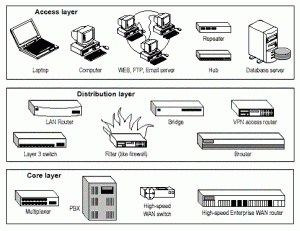 Access layer
Repeater
Laptop
Computer
WEB, FTP, Email server
Hub
Database server
Distribution layer
LAN Router
Bridge
VPN access router
Layer 3 switch
Filter (like firewall)
Brouter
Core layer
Multiplexer
PBX
High-speed
WAN switch
High-speed Enterprise WAN router